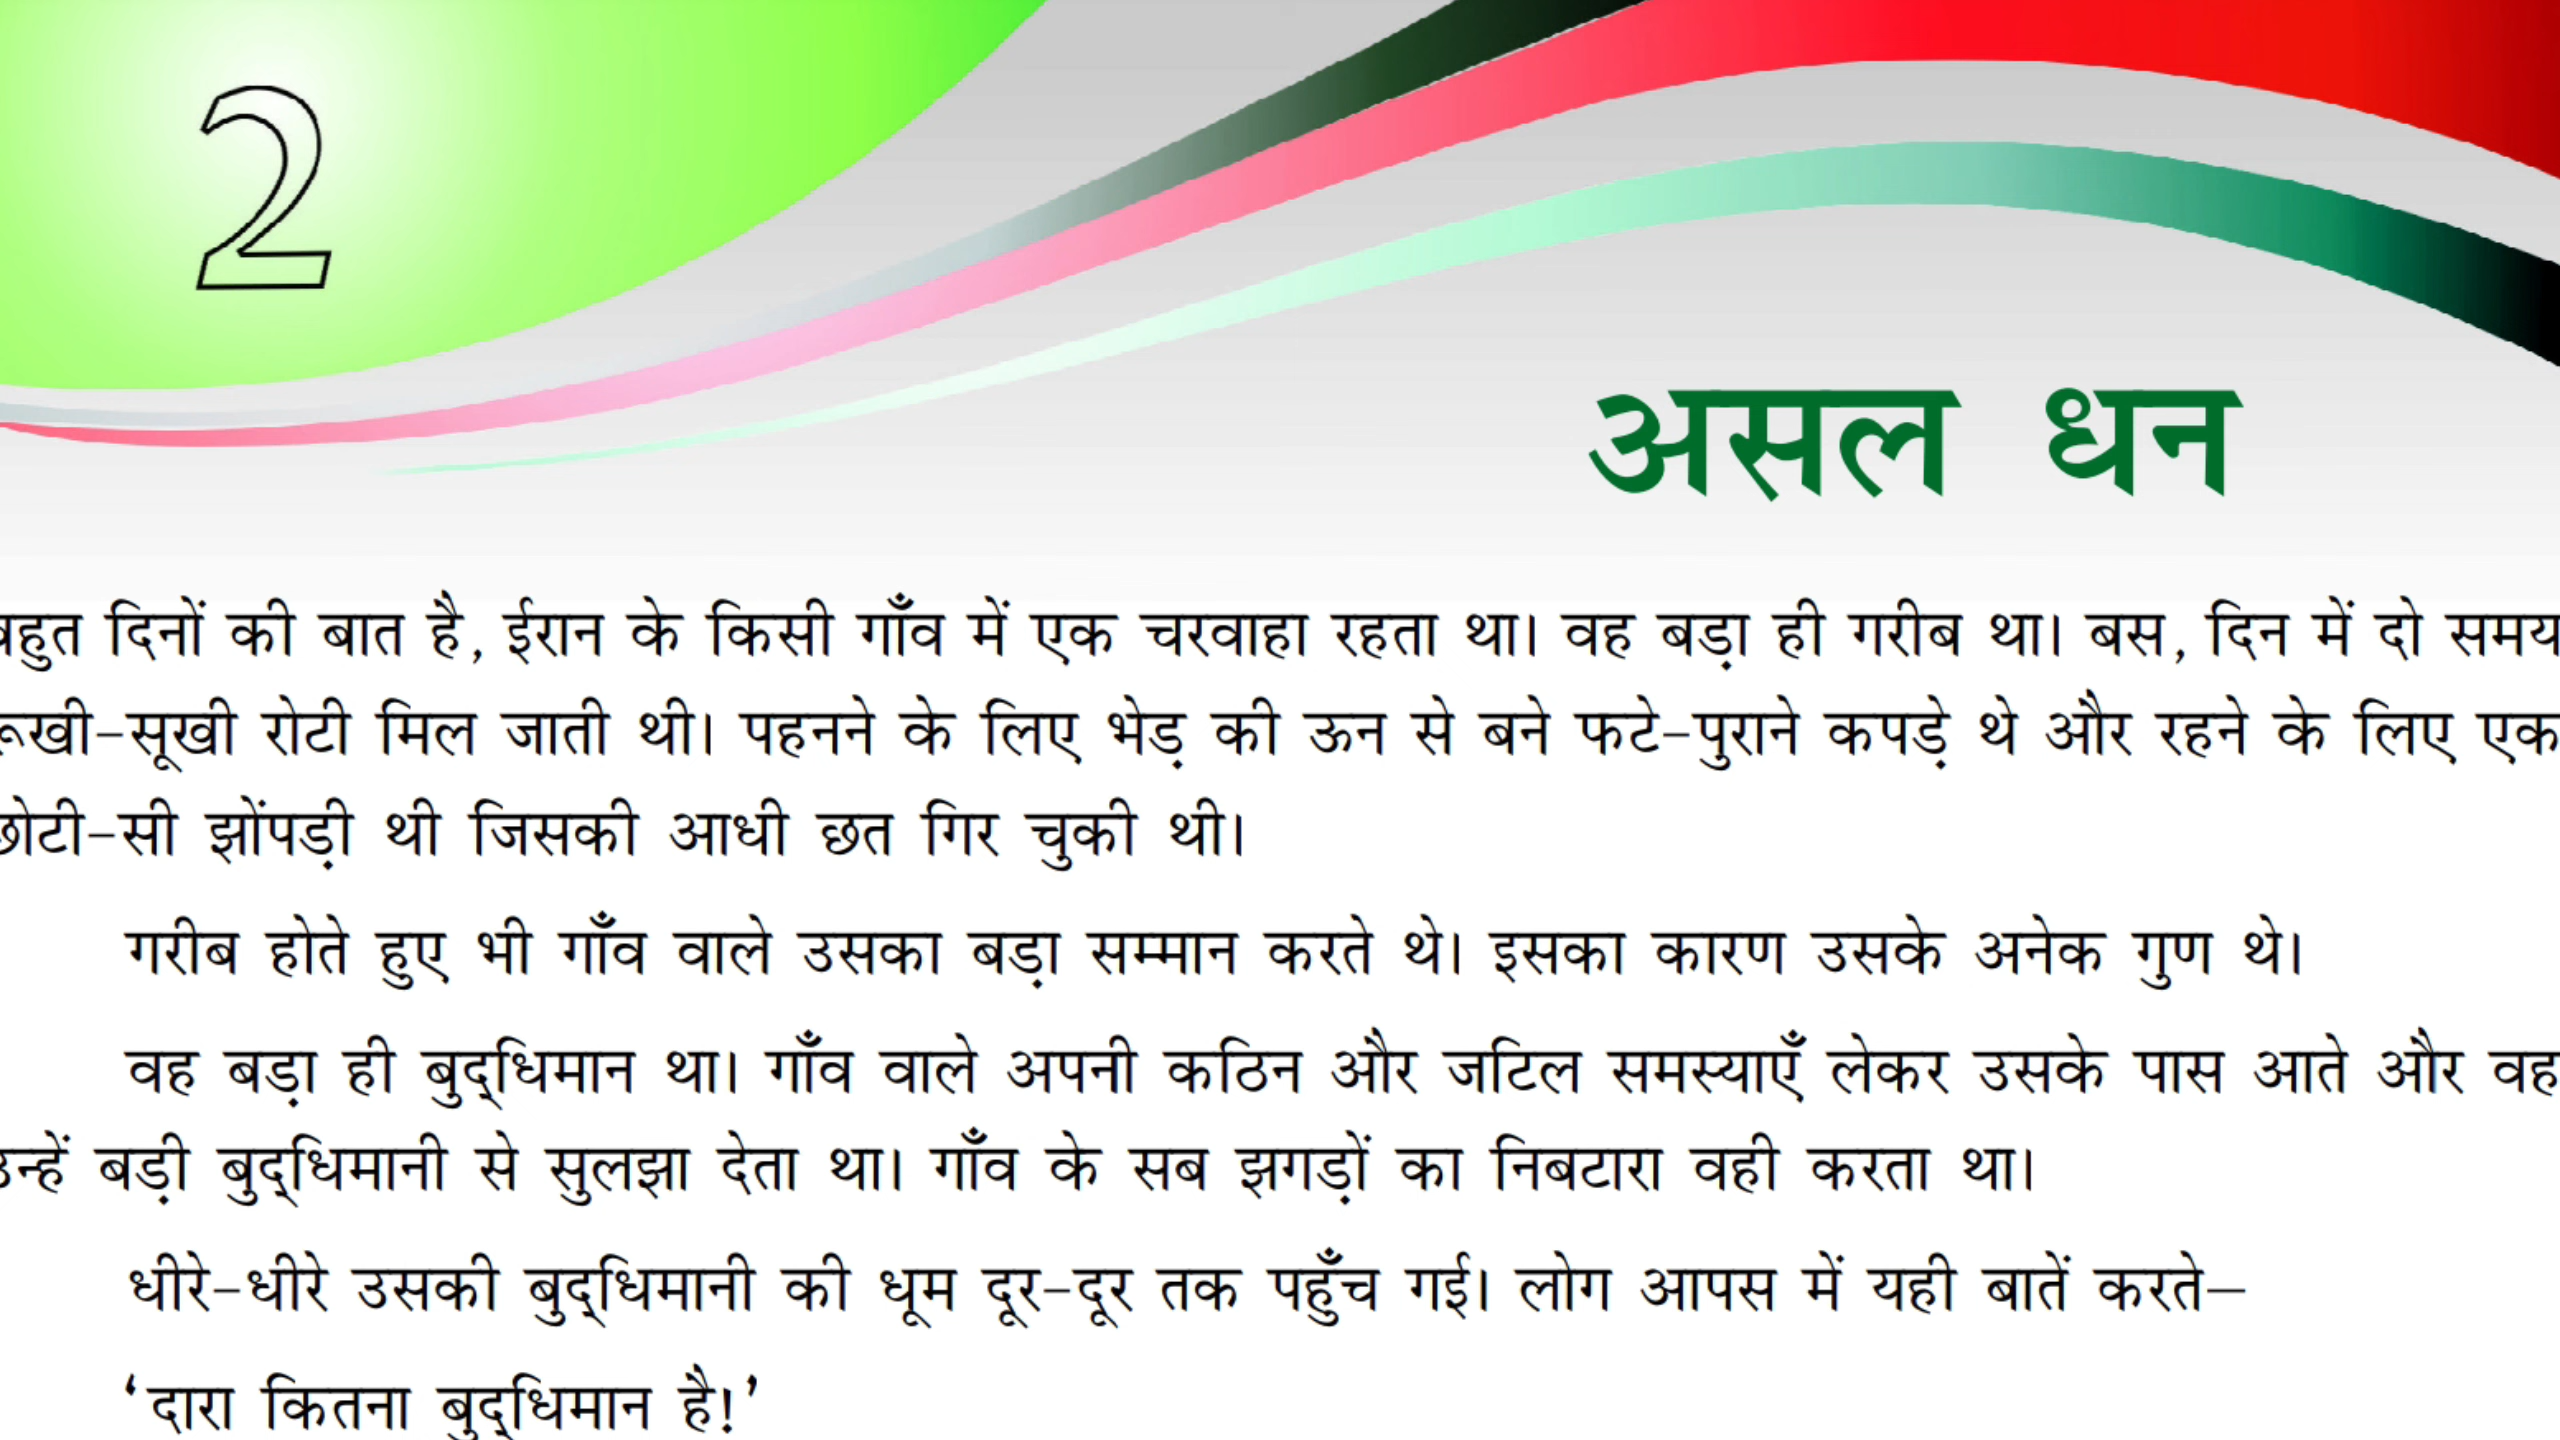 2
असल धन
बहुत दिनों की बात है, ईरान के किसी गाँव में एक चरवाहा रहता था। वह बड़ा ही गरीब था। बस, दिन में दो समय
रूखी-सूखी रोटी मिल जाती थी। पहनने के लिए भेड़ की ऊन से बने फटे-पुराने कपड़े थे और रहने के लिए एक
छोटी-सी झोंपड़ी थी जिसकी आधी छत गिर चुकी थी।
गरीब होते हुए भी गाँव वाले उसका बड़ा सम्मान करते थे। इसका कारण उसके अनेक गुण थे।
वह बड़ा ही बुद्‌धिमान था। गाँव वाले अपनी कठिन और जटिल समस्याएँ लेकर उसके पास आते और वह
उन्हें बड़ी बुद्‌धिमानी से सुलझा देता था। गाँव के सब झगड़ों का निबटारा वही करता था।
धीरे-धीरे उसकी बुद्‌धिमानी की धूम दूर-दूर तक पहुँच गई। लोग आपस में यही बातें करते–
‘दारा कितना बुद्‌धिमान है!’